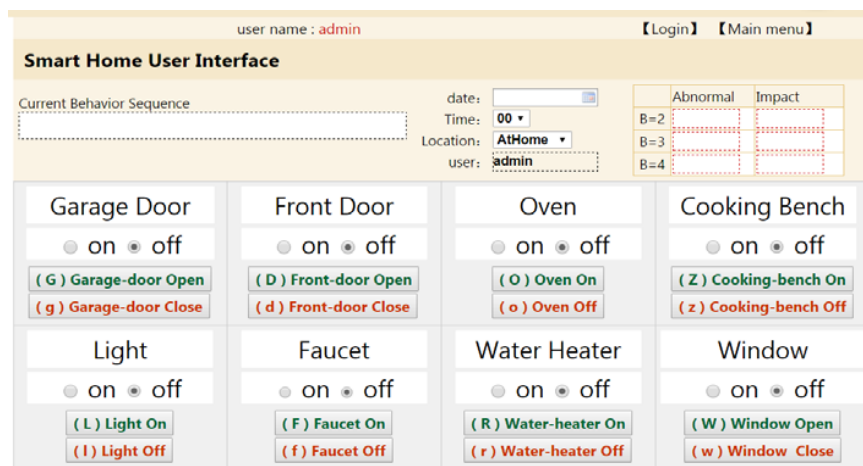 user name : admin 【Login】 【Main menu】
Smart Home User Interface
Current Behavior Sequence
date:
Time: 00
Location: AtHome
user: admin
Abnormal Impact
B=2
B=3
B=4
Garage Door Front Door Oven Cooking Bench
on off on off on off on off
( G ) Garage-door Open ( D ) Front-door Open ( O ) Oven On ( Z ) Cooking-bench On
( g ) Garage-door Close ( d ) Front-door Close ( o ) Oven Off ( z ) Cooking-bench Off
Light Faucet Water Heater Window
on off on off on off on off
( L ) Light On ( F ) Faucet On ( R ) Water-heater On ( W ) Window Open
( l ) Light Off ( f ) Faucet Off ( r ) Water-heater Off ( w ) Window Close